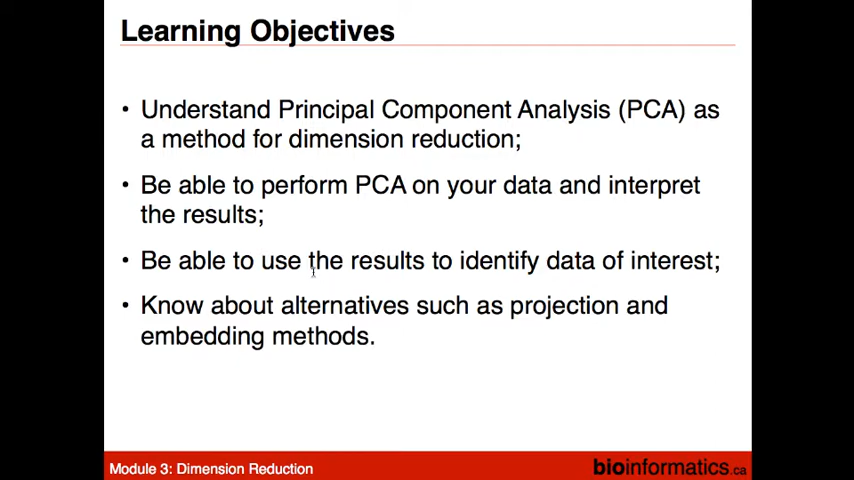 Learning Objectives
• Understand Principal Component Analysis (PCA) as
a method for dimension reduction;
• Be able to perform PCA on your data and interpret
the results;
• Be able to use the results to identify data of interest;
• Know about alternatives such as projection and
embedding methods.
Module 3: Dimension Reduction
bioinformatics.ca